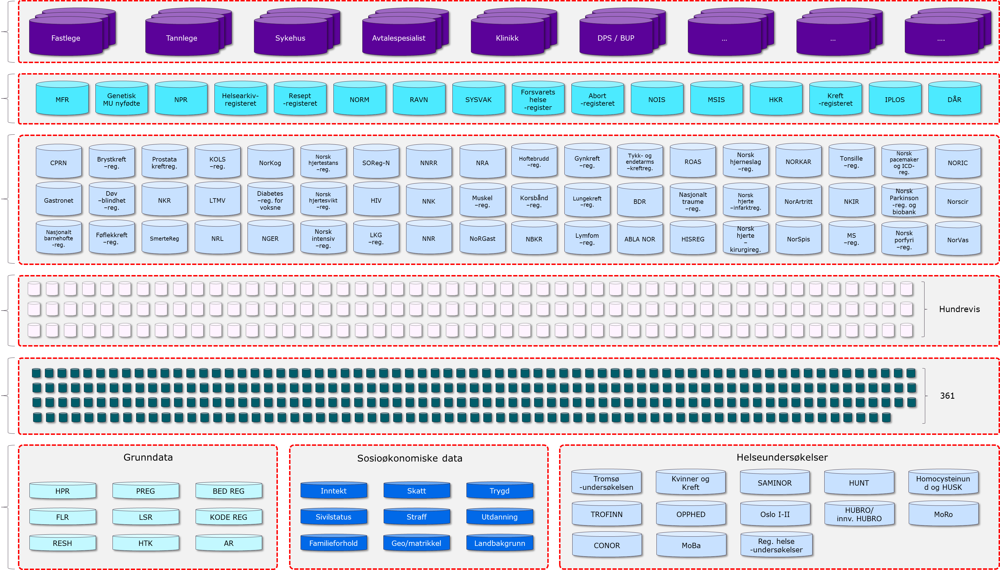 Fastlege
Tannlege
Sykehus
Avtalespesialist
Klinikk
DPS / BUP
...
...
....
MFR
Genetisk
MU nyfødte
NPR
Helsearkiv-
registeret
Resept
-registeret
NORM
RAVN
SYSVAK
Forsvarets
helse
-register
Abort
-registeret
NOIS
MSIS
HKR
Kreft
-registeret
IPLOS
DÅR
CPRN
Brystkreft
–reg.
Prostata
kreftreg.
KOLS
–reg.
NorKog
Norsk
hjertestans
–reg.
SOReg-N
NNRR
NRA
Hoftebrudd
–reg.
Gynkreft
–reg.
Tykk- og
endetarms
–kreftreg.
ROAS
Norsk
hjerneslag
–reg.
NORKAR
Tonsille
–reg.
Norsk
pacemaker
og ICD-
reg.
NORIC
Gastronet
Døv
–blindhet
–reg.
NKR
LTMV
Diabetes
–reg. for
voksne
Norsk
hjertesvikt
–reg.
HIV
NNK
Muskel
–reg.
Korsbånd
–reg.
Lungekreft
–reg.
BDR
Nasjonalt
traume
–reg.
Norsk
hjerte
–infarktreg.
NorArtritt
NKIR
Norsk
Parkinson
-reg. og
biobank
Norscir
Nasjonalt
barnehofte
-reg.
Føflekkreft
–reg.
SmerteReg
NRL
NGER
Norsk
intensiv
–reg.
LKG
–reg.
NNR
NoRGast
NBKR
Lymfom
–reg.
ABLA NOR
HISREG
Norsk
hjerte
–
kirurgireg.
NorSpis
MS
–reg.
Norsk
porfyri
–reg.
NorVas
Hundrevis
361
Grunndata
HPR
PREG
BED REG
FLR
LSR
KODE REG
RESH
HTK
AR
Sosioøkonomiske data
Inntekt
Skatt
Trygd
Sivilstatus
Straff
Utdanning
Familieforhold
Geo/matrikkel
Landbakgrunn
Helseundersøkelser
Tromsø
-undersøkelsen
Kvinner og
Kreft
SAMINOR
HUNT
Homocysteinun
d og HUSK
TROFINN
OPPHED
Oslo I-II
HUBRO/
innv. HUBRO
MoRo
CONOR
MoBa
Reg. helse
-undersøkelser